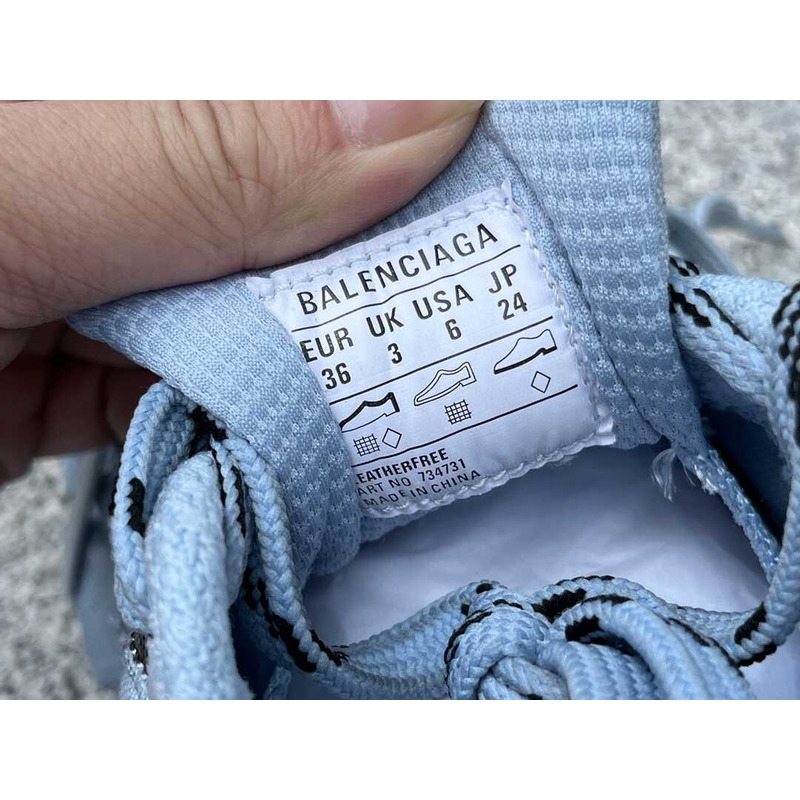 BALENCIAGA
EUR UK USA JP
36 3 6 24
EATHERFREE
ART NO 734731
MADE IN CHINA